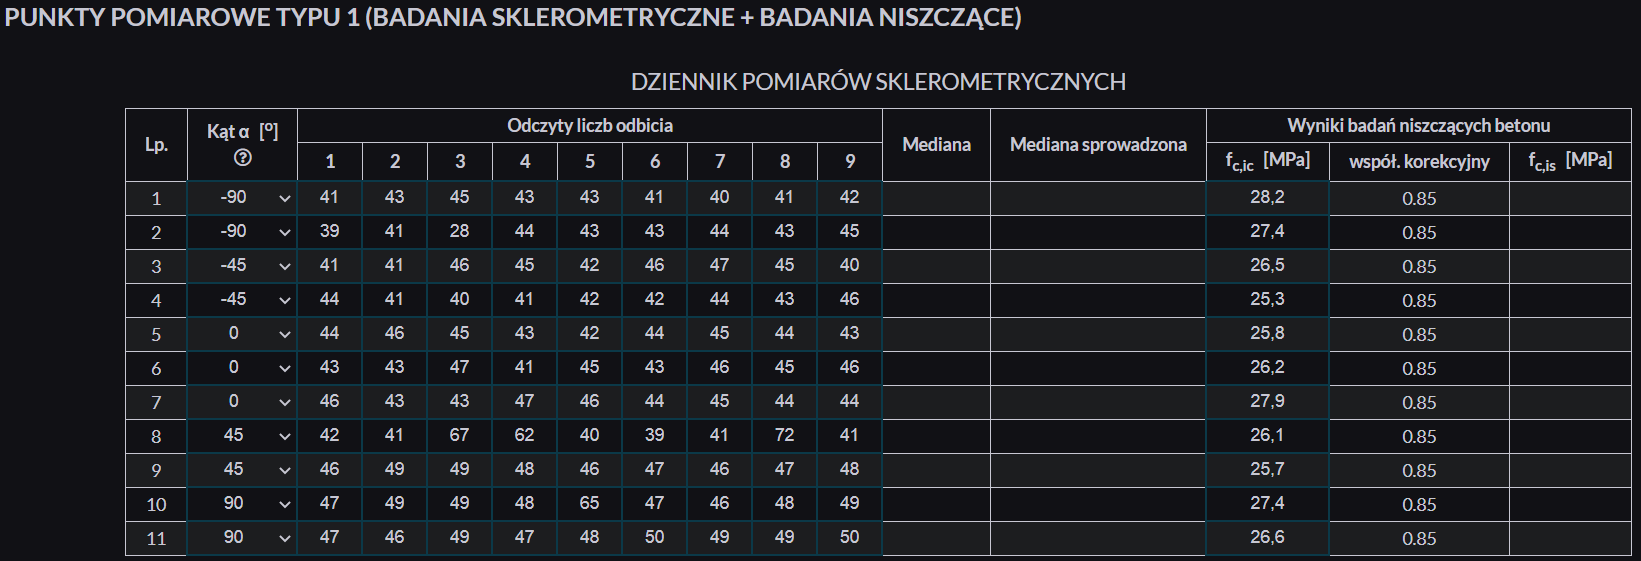 PUNKTY POMIAROWE TYPU 1 (BADANIA SKLEROMETRYCZNE + BADANIA NISZCZĄCE)
DZIENNIK POMIARÓW SKLEROMETRYCZNYCH
Lp. Kąt α [º] Odczyty liczb odbicia Mediana Mediana sprowadzona Wyniki badań niszczących betonu
1 2 3 4 5 6 7 8 9 fc,ic [MPa] współ. korekcyjny fc,is [MPa]
1 -90 41 43 45 43 43 41 40 41 42 28,2 0.85
2 -90 39 41 28 44 43 43 44 43 45 27,4 0.85
3 -45 41 41 46 45 42 46 47 45 40 26,5 0.85
4 -45 44 41 40 41 42 42 44 43 46 25,3 0.85
5 0 44 46 45 43 42 44 45 44 43 25,8 0.85
6 0 43 43 47 41 45 43 46 45 46 26,2 0.85
7 0 46 43 43 47 46 44 45 44 44 27,9 0.85
8 45 42 41 67 62 40 39 41 72 41 26,1 0.85
9 45 46 49 49 48 46 47 46 47 48 25,7 0.85
10 90 47 49 49 48 65 47 46 48 49 27,4 0.85
11 90 47 46 49 47 48 50 49 49 50 26,6 0.85